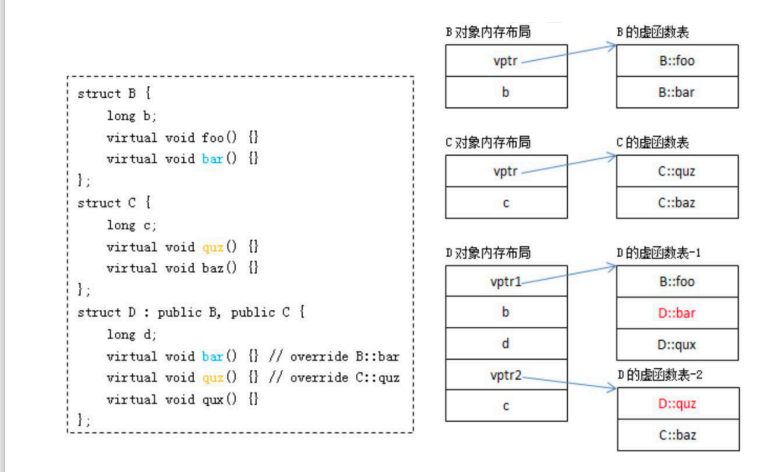 struct B {
long b;
virtual void foo() {}
virtual void bar() {}
};
struct C {
long c;
virtual void quz() {}
virtual void baz() {}
};
struct D : public B, public C {
long d;
virtual void bar() {} // override B::bar
virtual void quz() {} // override C::quz
virtual void qux() {}
};
B对象内存布局
vptr
b
B的虚函数表
B::foo
B::bar
C对象内存布局
vptr
c
C的虚函数表
C::quz
C::baz
D对象内存布局
vptr1
b
d
vptr2
c
D的虚函数表-1
B::foo
D::bar
D::qux
D的虚函数表-2
D::quz
C::baz